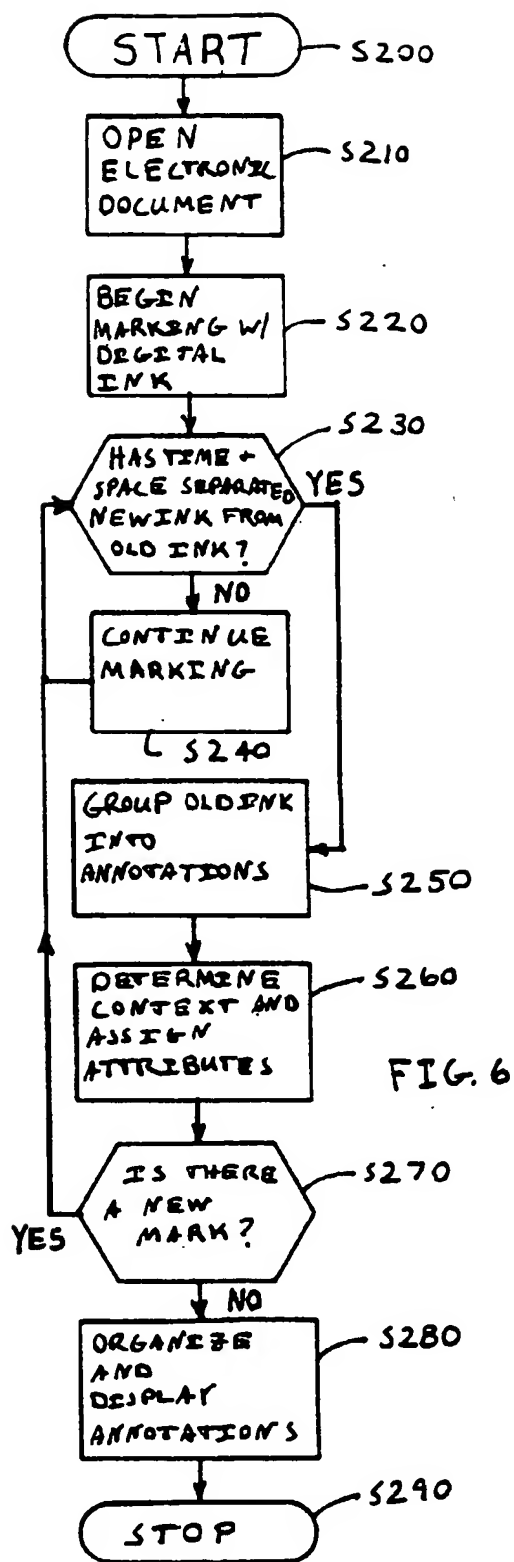 START
S200
OPEN
ELECTRONIC
DOCUMENT
S210
BEGIN
MARKING W/
DIGITAL
INK
S220
HAS TIME +
SPACE SEPARATED
NEW INK FROM
OLD INK?
S230
YES
NO
CONTINUE
MARKING
S240
GROUP OLD INK
INTO
ANNOTATIONS
S250
DETERMINE
CONTEXT AND
ASSIGN
ATTRIBUTES
S260
FIG. 6
IS THERE
A NEW
MARK?
S270
YES
NO
ORGANIZE
AND
DISPLAY
ANNOTATIONS
S280
STOP
S290